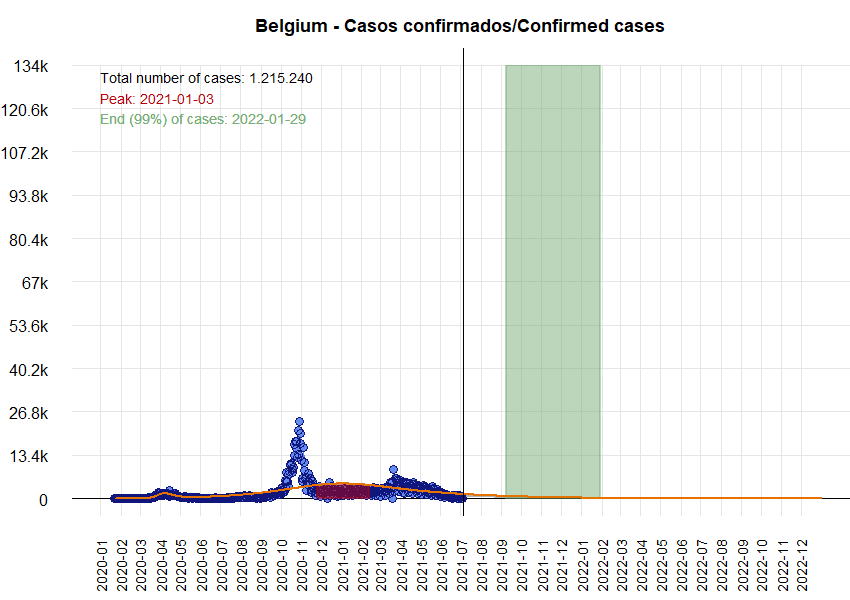 Belgium - Casos confirmados/Confirmed cases
134k
120.6k
107.2k
93.8k
80.4k
67k
53.6k
40.2k
26.8k
13.4k
0
Total number of cases: 1.215.240
Peak: 2021-01-03
End (99%) of cases: 2022-01-29
2020-01
2020-02
2020-03
2020-04
2020-05
2020-06
2020-07
2020-08
2020-09
2020-10
2020-11
2020-12
2021-01
2021-03
2021-04
2021-05
2021-06
2021-07
2021-08
2021-09
2021-10
2021-11
2021-12
2022-01
2022-02
2022-03
2022-04
2022-05
2022-06
2022-07
2022-08
2022-09
2022-10
2022-11
2022-12